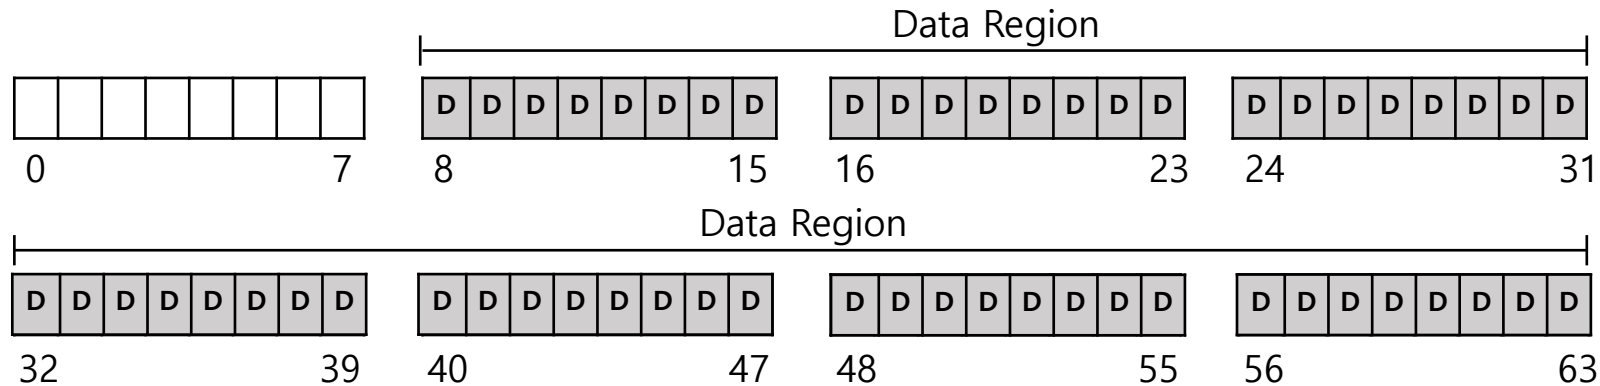 Data Region
D D D D D D D D D D D D D D D D D D D D D D D D
0 7 8 15 16 23 24 31
Data Region
D D D D D D D D D D D D D D D D D D D D D D D D D D D D D D D D
32 39 40 47 48 55 56 63